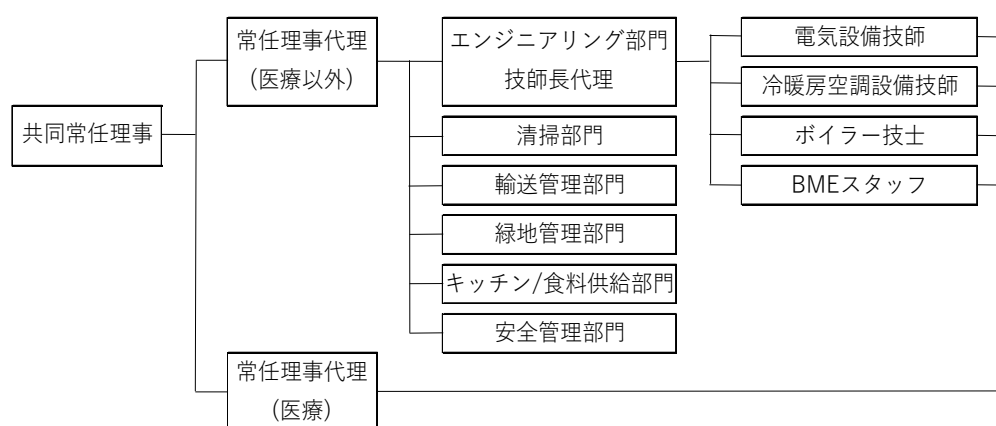 共同常任理事
常任理事代理
(医療以外)
エンジニアリング部門
技師長代理
清掃部門
輸送管理部門
緑地管理部門
キッチン/食料供給部門
安全管理部門
電気設備技師
冷暖房空調設備技師
ボイラー技士
BMEスタッフ
常任理事代理
(医療)